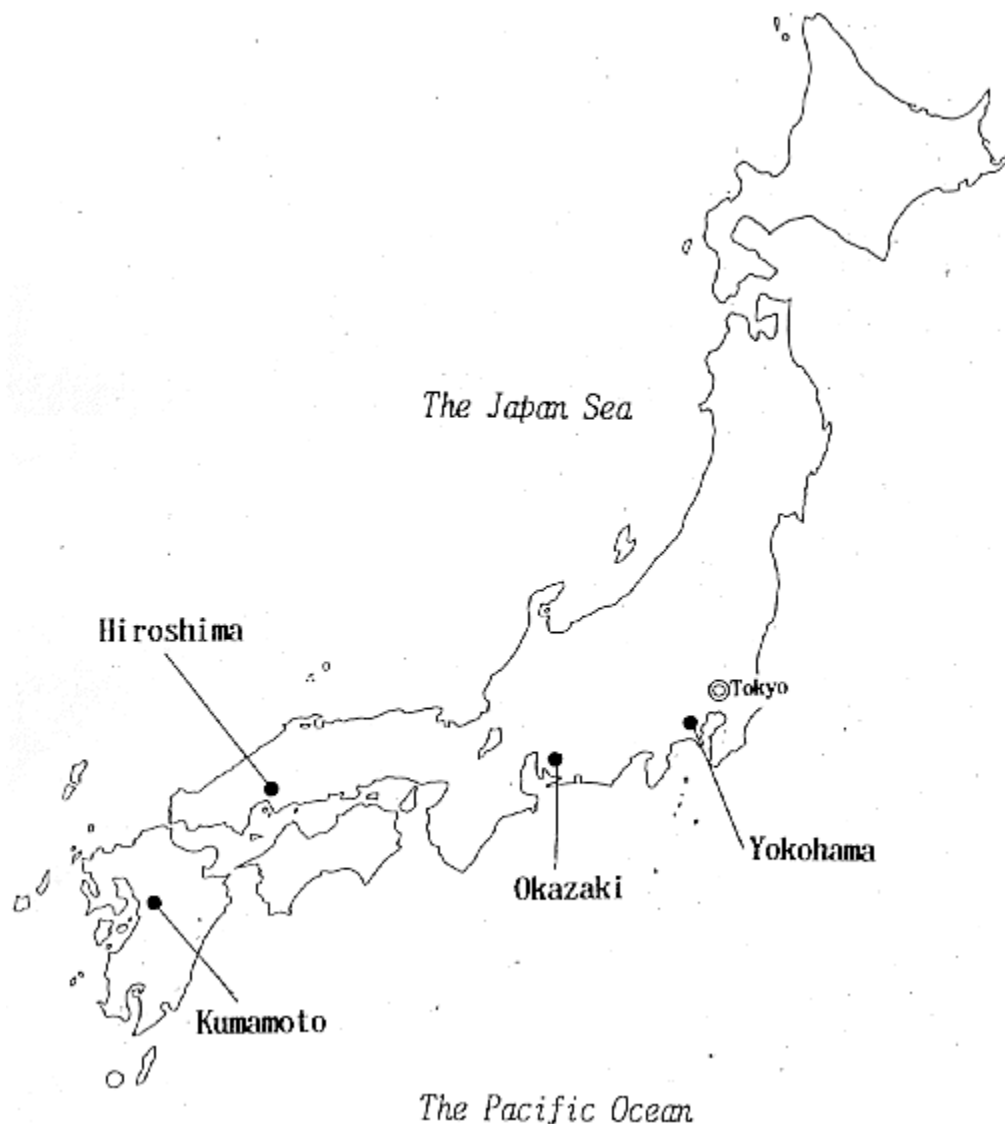 The Japan Sea
Hiroshima
Tokyo
Yokohama
Okazaki
Kumamoto
The Pacific Ocean